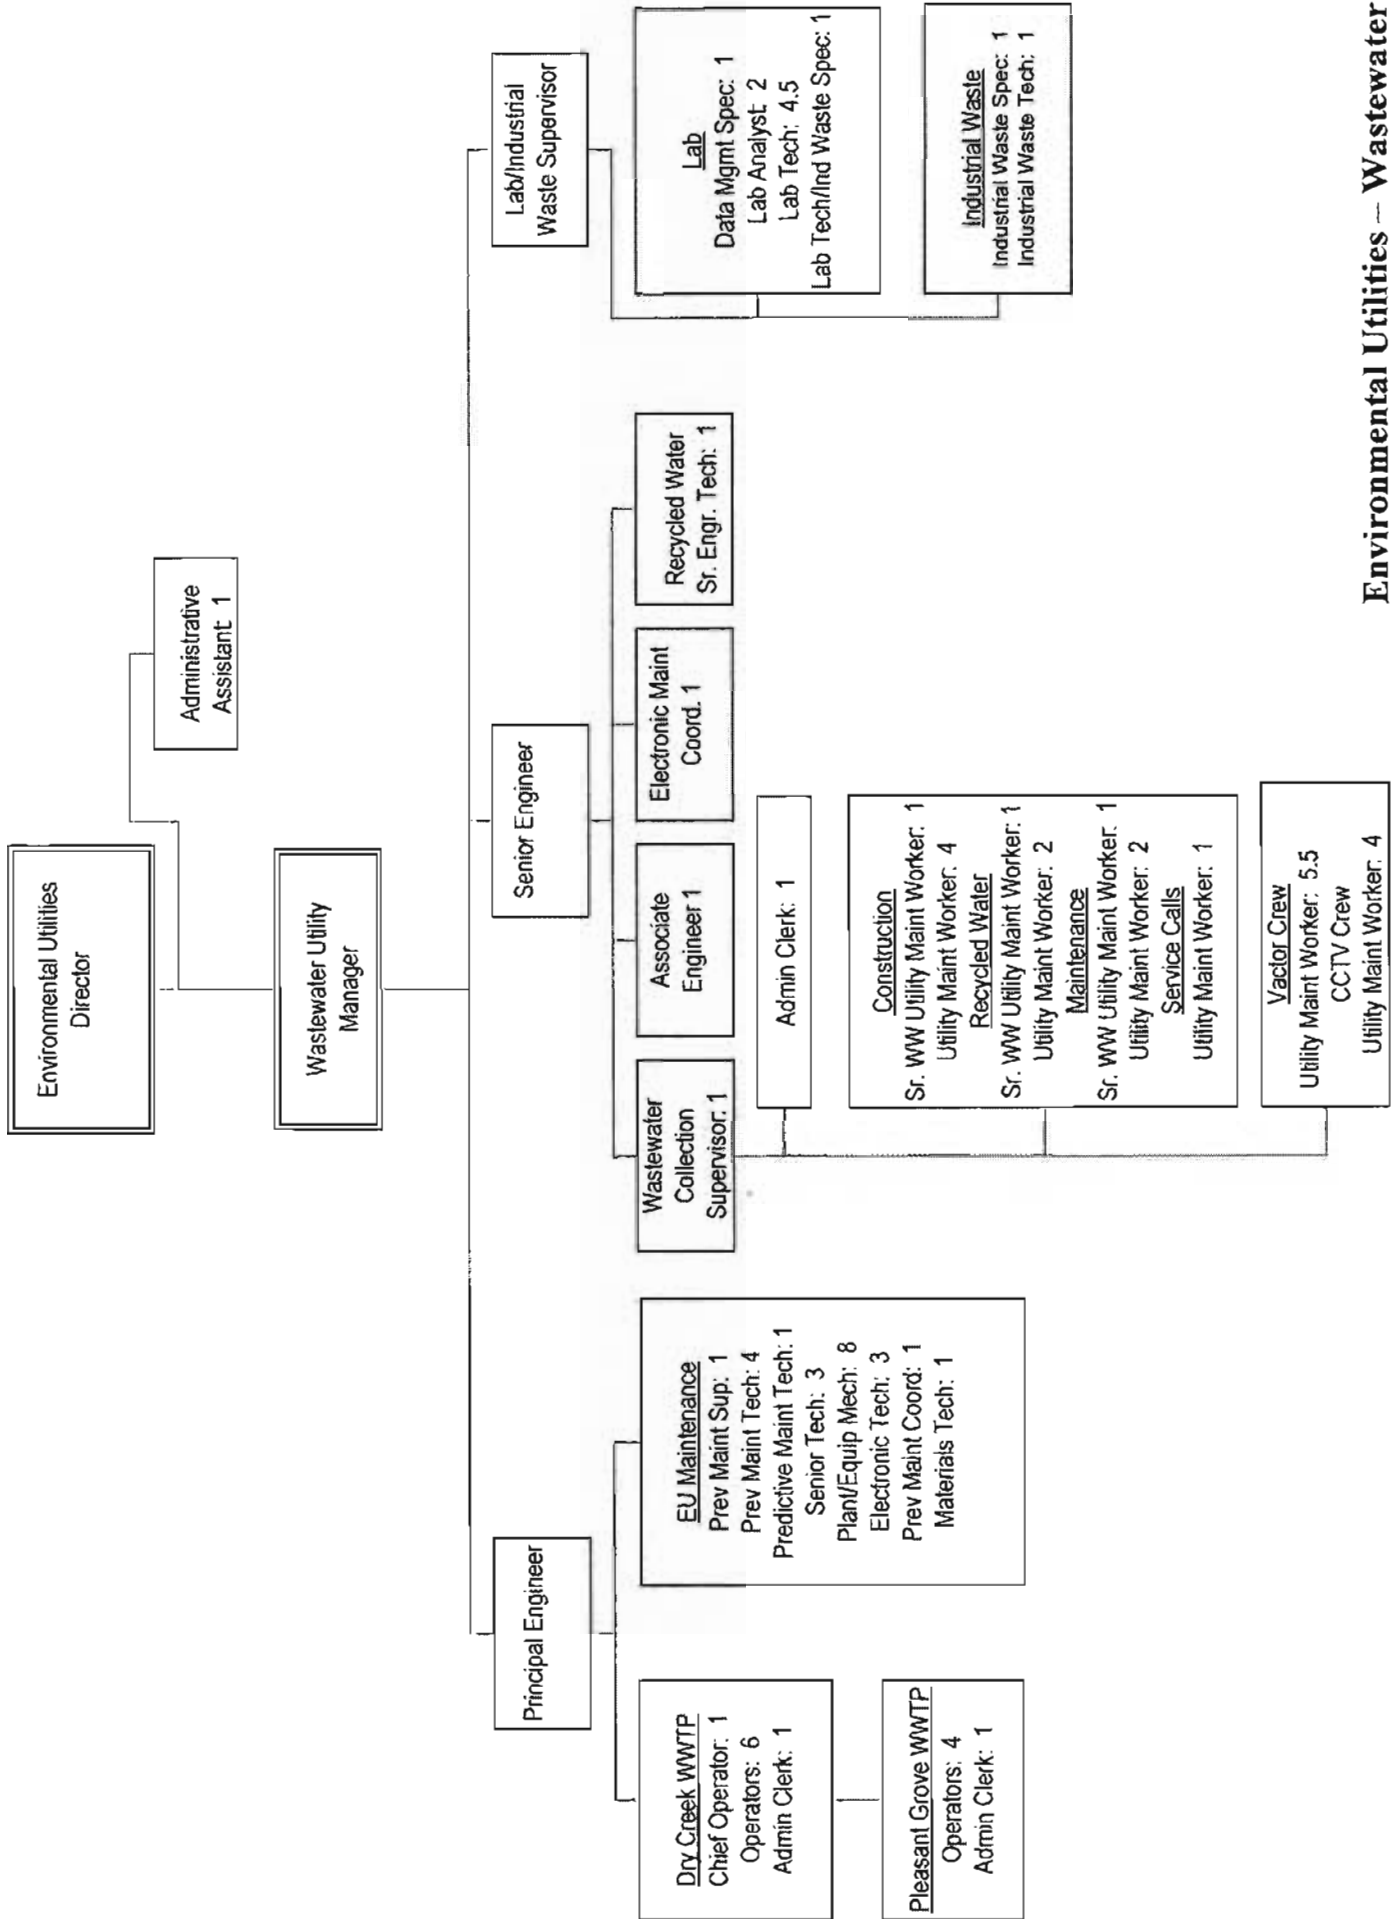 Environmental Utilities
Director
Administrative
Assistant: 1
Wastewater Utility
Manager
Principal Engineer
Senior Engineer
Lab/Industrial
Waste Supervisor
Dry Creek WWTP
Chief Operator: 1
Operators: 6
Admin Clerk: 1
Pleasant Grove WWTP
Operators: 4
Admin Clerk: 1
EU Maintenance
Prev Maint Sup: 1
Prev Maint Tech: 4
Predictive Maint Tech: 1
Senior Tech: 3
Plant/Equip Mech: 8
Electronic Tech: 3
Prev Maint Coord: 1
Materials Tech: 1
Wastewater
Collection
Supervisor: 1
Associate
Engineer 1
Electronic Maint
Coord. 1
Recycled Water
Sr. Engr. Tech: 1
Admin Clerk: 1
Construction
Sr. WW Utility Maint Worker: 1
Utility Maint Worker: 4
Recycled Water
Sr. WW Utility Maint Worker: 1
Utility Maint Worker: 2
Maintenance
Sr. WW Utility Maint Worker: 1
Utility Maint Worker: 2
Service Calls
Utility Maint Worker: 1
Vactor Crew
Utility Maint Worker: 5.5
CCTV Crew
Utility Maint Worker: 4
Lab
Data Mgmt Spec: 1
Lab Analyst: 2
Lab Tech: 4.5
Lab Tech/Ind Waste Spec: 1
Industrial Waste
Industrial Waste Spec: 1
Industrial Waste Tech: 1
Environmental Utilities — Wastewater